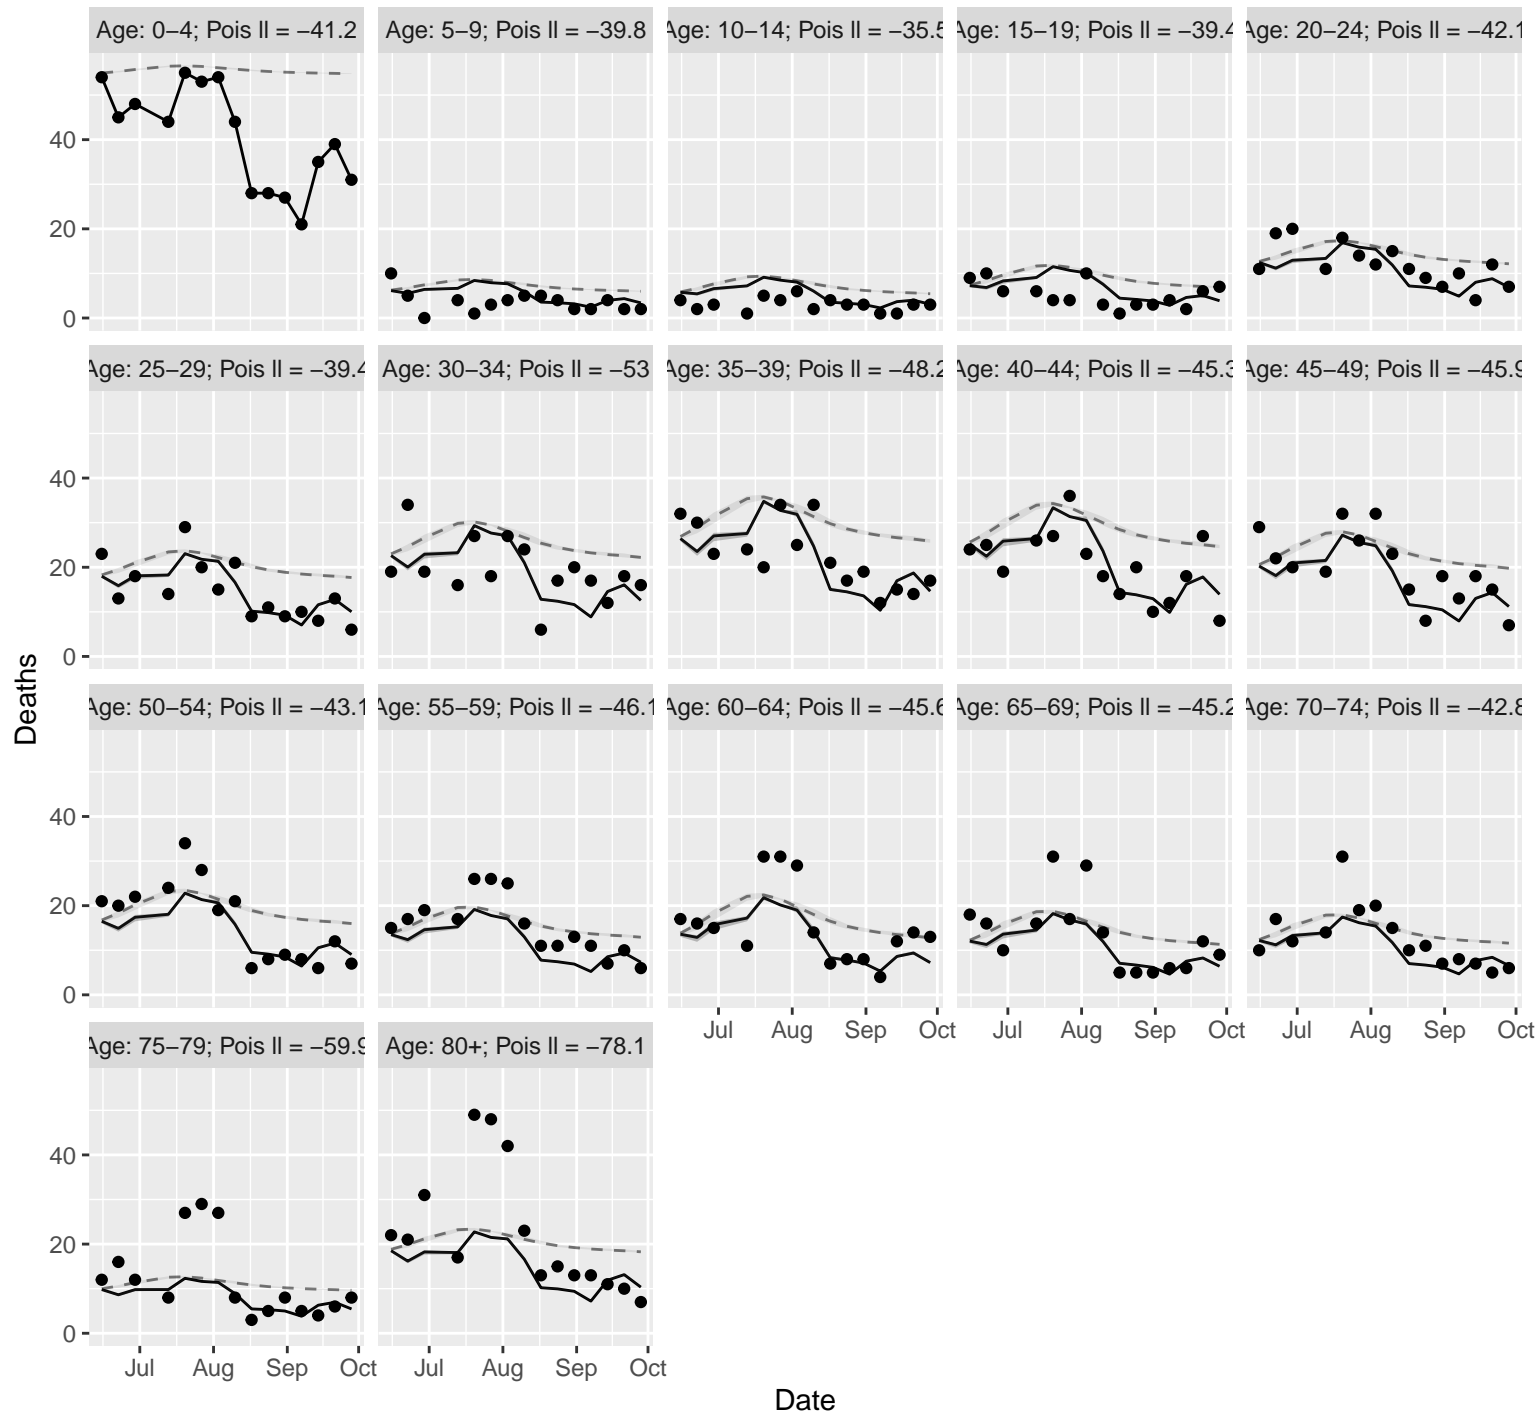 Age: 0−4; Pois ll = −41.2
Age: 5−9; Pois ll = −39.8
Age: 10−14; Pois ll = −35.5
Age: 15−19; Pois ll = −39.4
Age: 20−24; Pois ll = −42.1
40
20
0
Age: 25−29; Pois ll = −39.4
Age: 30−34; Pois ll = −53
Age: 35−39; Pois ll = −48.2
Age: 40−44; Pois ll = −45.3
Age: 45−49; Pois ll = −45.9
40
20
0
Deaths
Age: 50−54; Pois ll = −43.1
Age: 55−59; Pois ll = −46.1
Age: 60−64; Pois ll = −45.6
Age: 65−69; Pois ll = −45.2
Age: 70−74; Pois ll = −42.8
40
20
0
Jul Aug Sep Oct
Jul Aug Sep Oct
Jul Aug Sep Oct
Age: 75−79; Pois ll = −59.9
Age: 80+; Pois ll = −78.1
40
20
0
Jul Aug Sep Oct
Jul Aug Sep Oct
Date